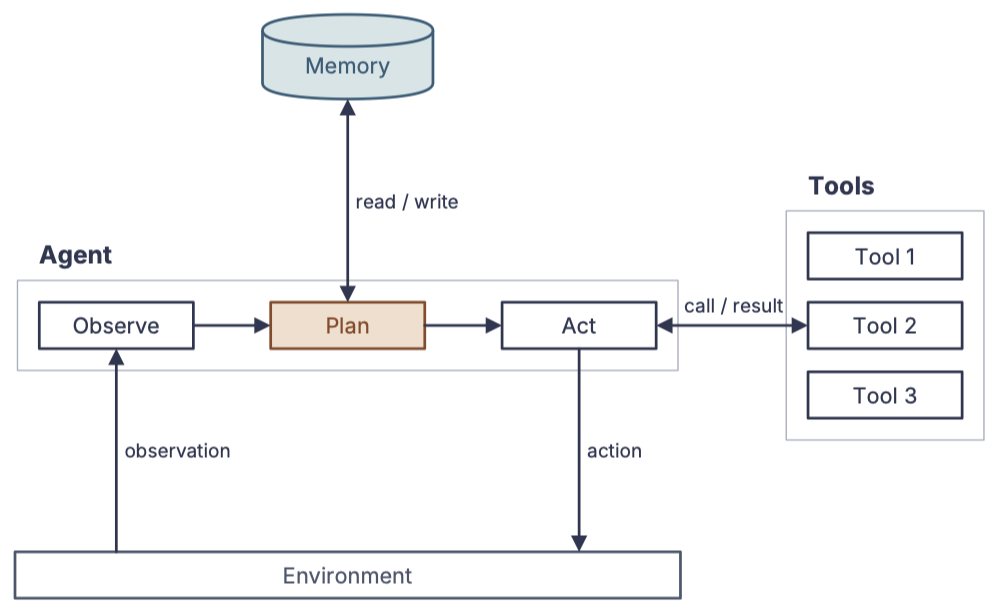 Memory
read / write
Tools
Agent
Tool 1
Observe
Plan
Act
call / result
Tool 2
Tool 3
observation
action
Environment